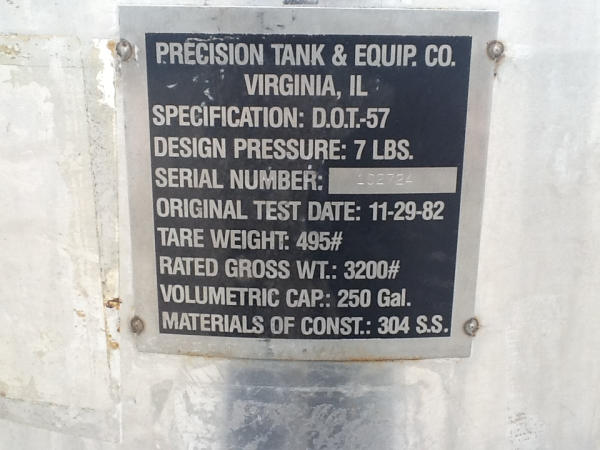 PRECISION TANK & EQUIP. CO.
VIRGINIA, IL
SPECIFICATION: D.O.T.-57
DESIGN PRESSURE: 7 LBS.
SERIAL NUMBER: 102724
ORIGINAL TEST DATE: 11-29-82
TARE WEIGHT: 495#
RATED GROSS WT.: 3200#
VOLUMETRIC CAP.: 250 Gal.
MATERIALS OF CONST.: 304 S.S.